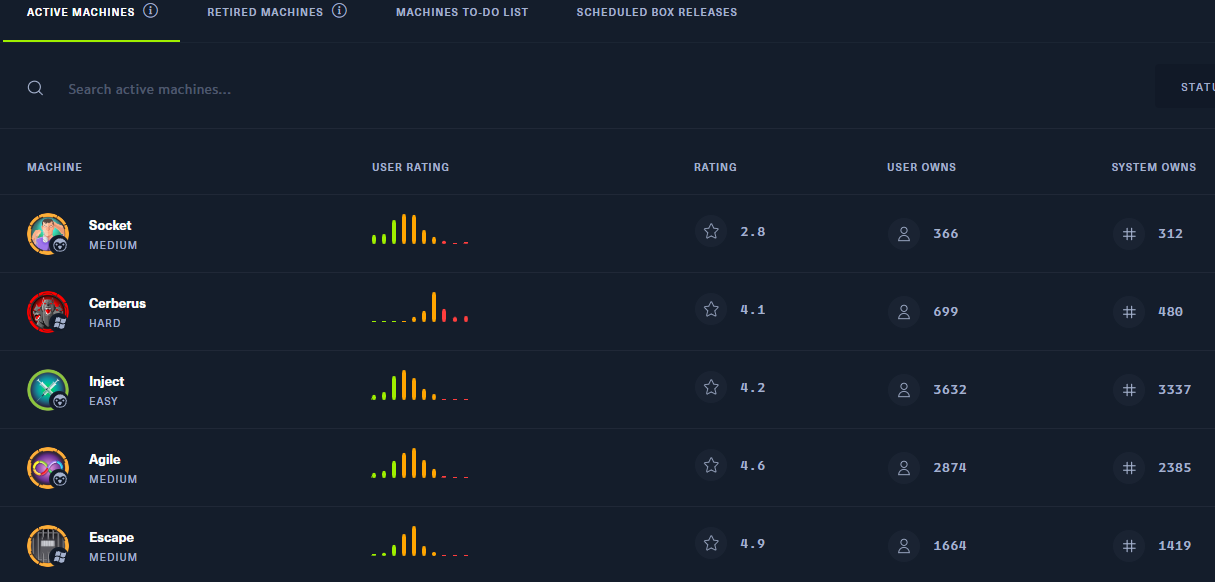 ACTIVE MACHINES RETIRED MACHINES MACHINES TO-DO LIST SCHEDULED BOX RELEASES
Search active machines...
MACHINE USER RATING RATING USER OWNS SYSTEM OWNS
Socket
MEDIUM
2.8 366 312
Cerberus
HARD
4.1 699 480
Inject
EASY
4.2 3632 3337
Agile
MEDIUM
4.6 2874 2385
Escape
MEDIUM
4.9 1664 1419